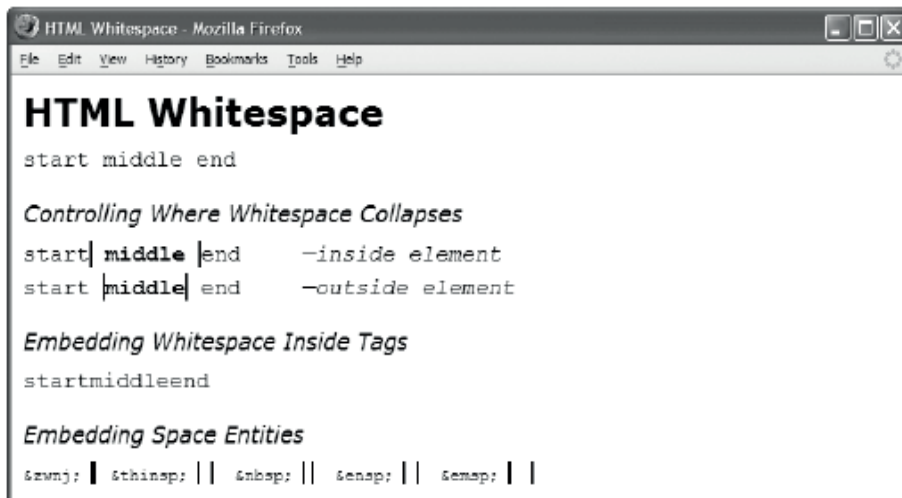 HTML Whitespace - Mozilla Firefox
File Edit View History Bookmarks Tools Help
HTML Whitespace
start middle end
Controlling Where Whitespace Collapses
start middle end —inside element
start middle end —outside element
Embedding Whitespace Inside Tags
startmiddleend
Embedding Space Entities
&zwnj; &thinsp; &nbsp; &ensp; &emsp;